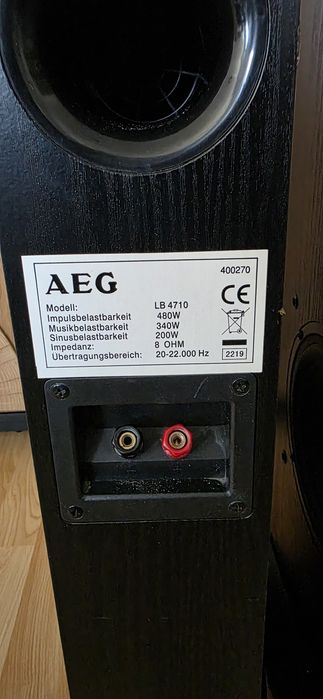 AEG
400270
Modell: LB 4710
Impulsbelastbarkeit 480W
Musikbelastbarkeit 340W
Sinusbelastbarkeit 200W
Impedanz: 8 OHM
Übertragungsbereich: 20-22.000 Hz
CE
2219